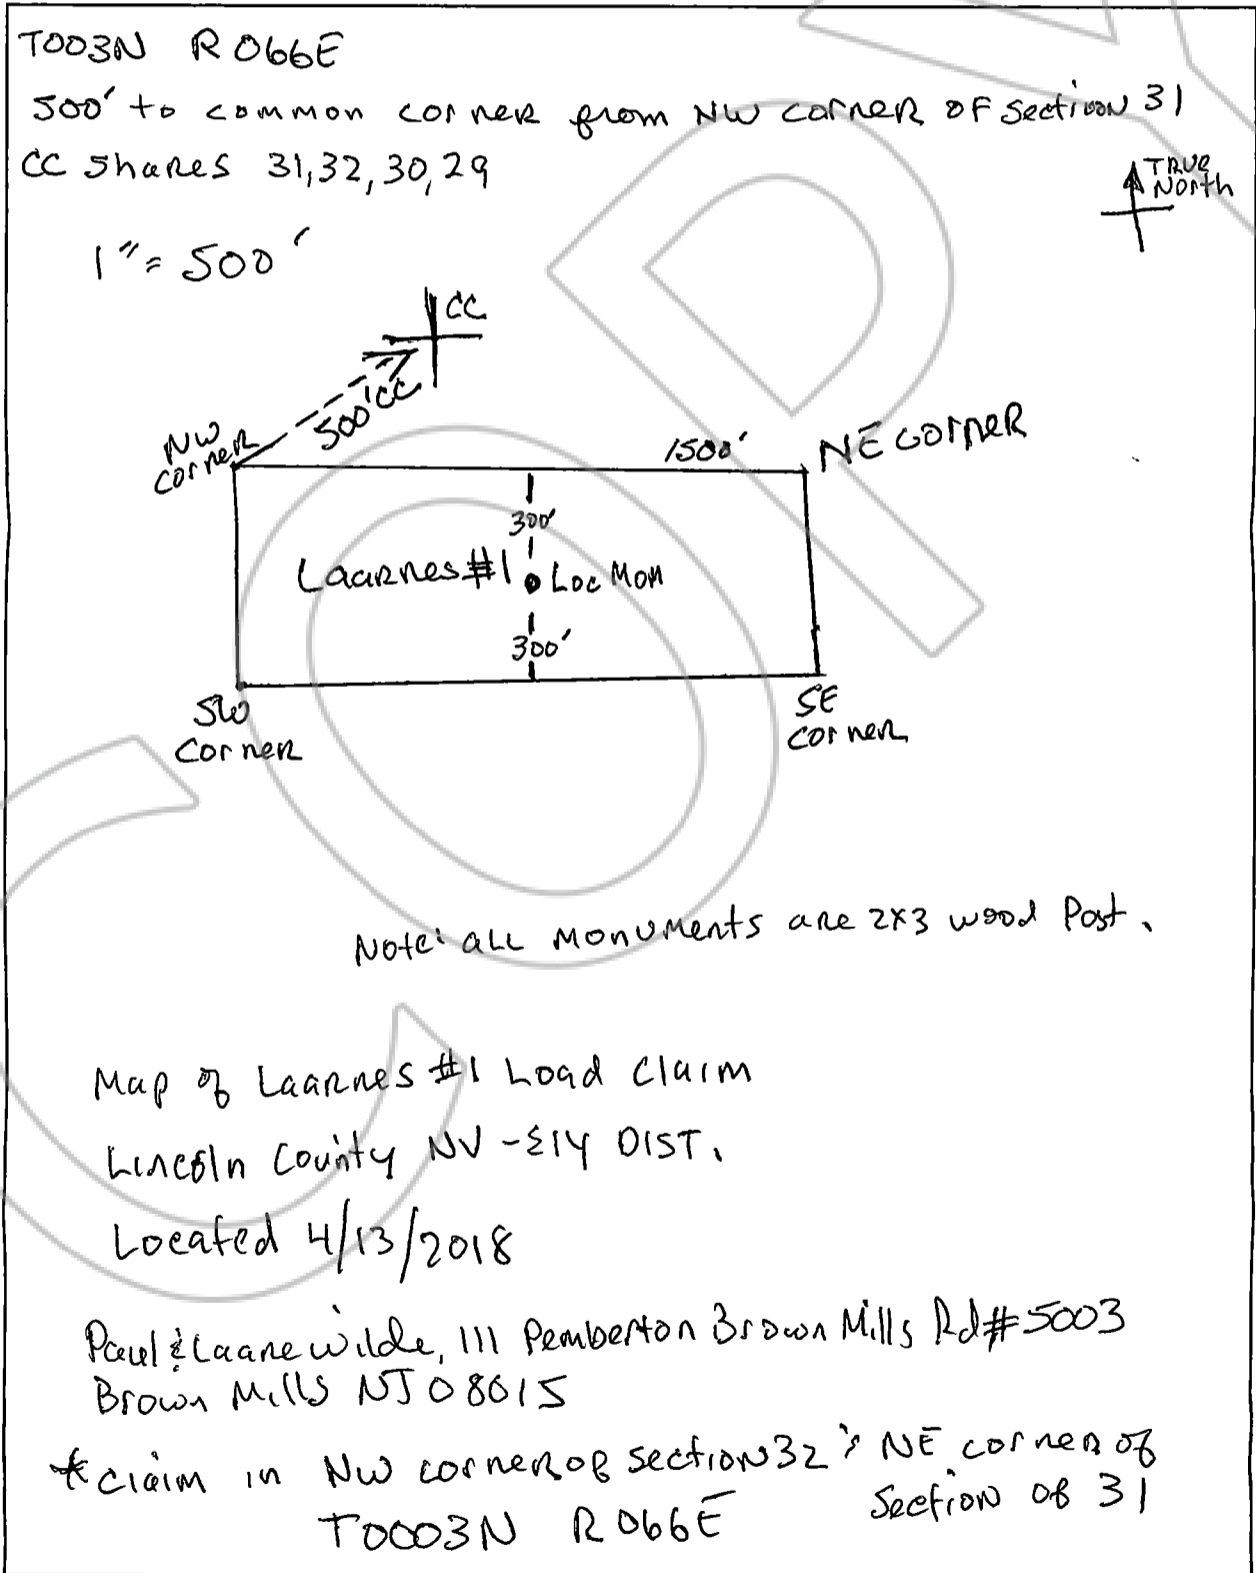 T003N R066E
500' to common corner from NW corner of Section 31
CC Shares 31,32,30,29
TRUE
North
1" = 500'
CC
500' CC
NW
corner
1500'
NE corner
300'
Laarnes #1
Loc Mon
300'
SW
corner
SE
corner
Note: all Monuments are 2x3 wood Post.
Map of Laarnes #1 Load Claim
Lincoln County NV - Ely DIST.
Located 4/13/2018
Paul & Laane Wilde, 111 Pemberton Brown Mills Rd #5003
Brown Mills NJ 08015
* Claim in NW corner of section 32 & NE corner of
Section of 31
T0003N R066E
COPY